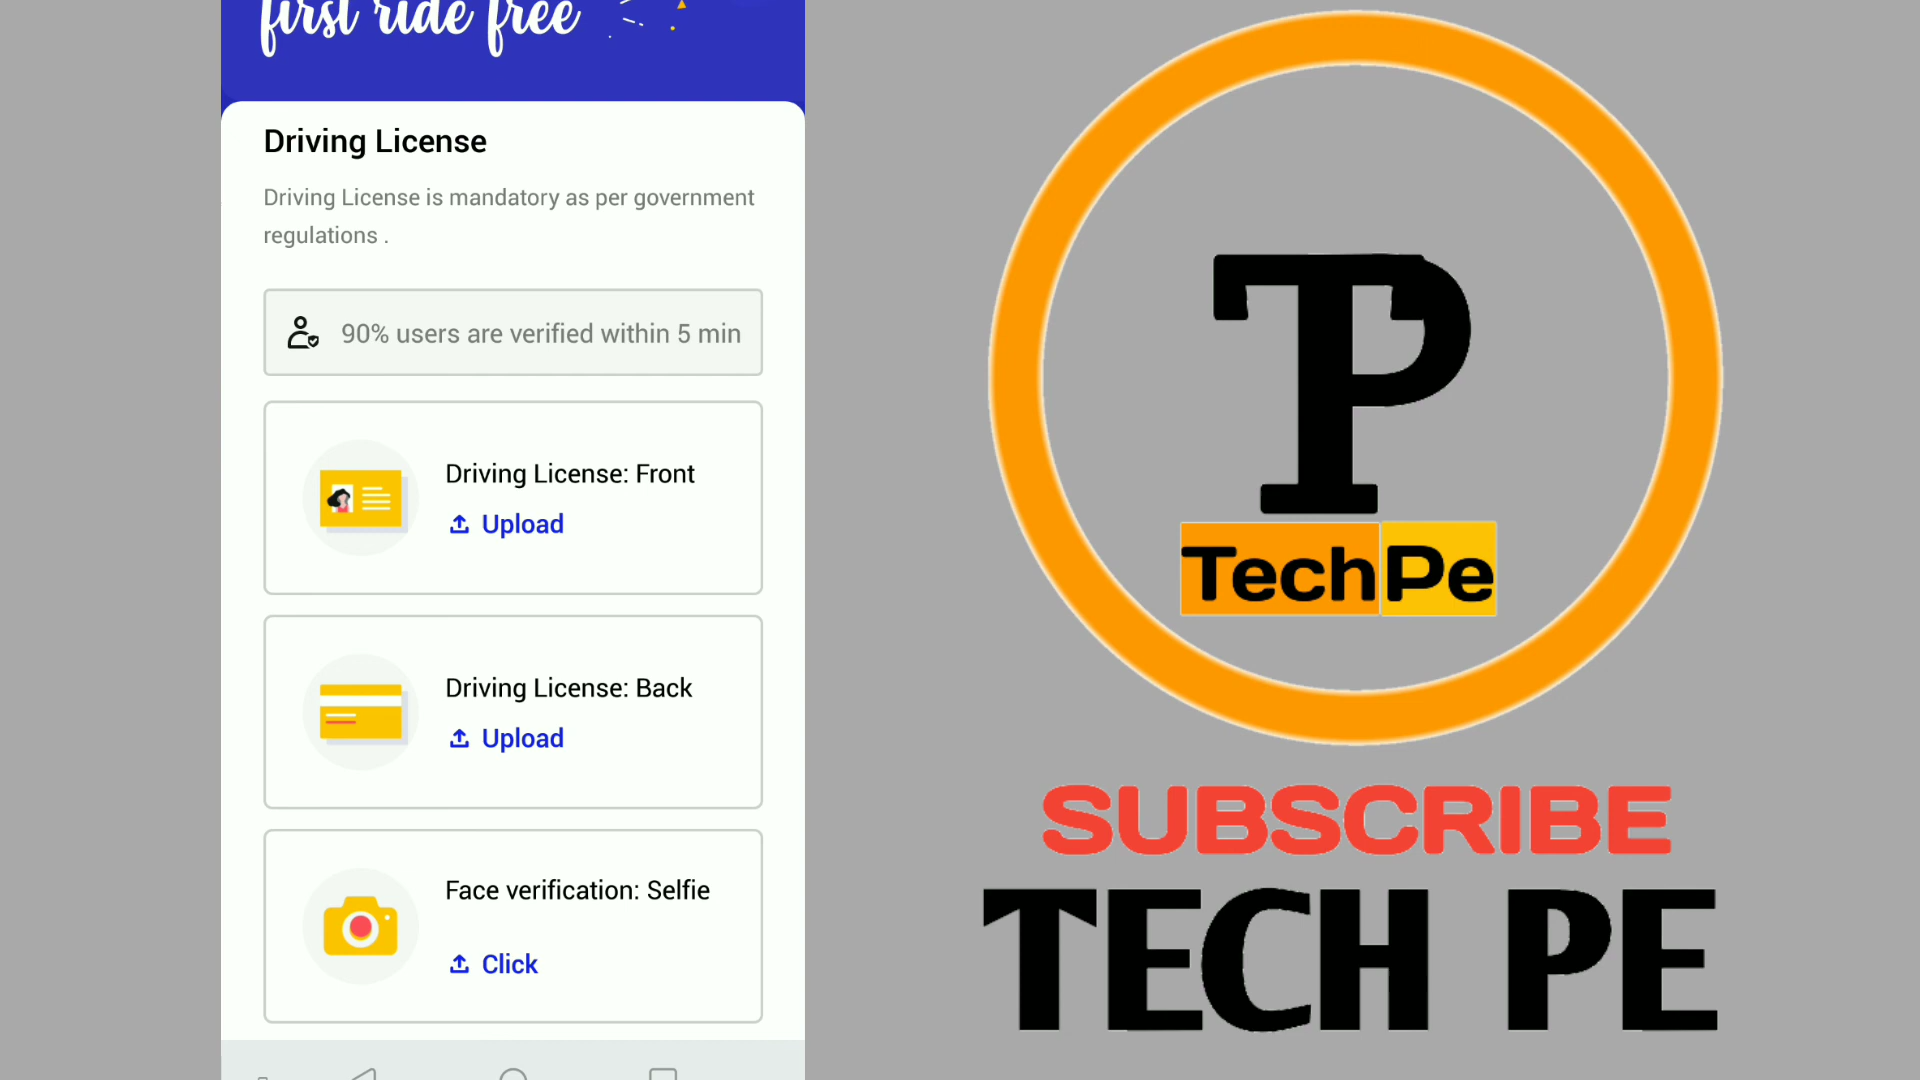 first ride free
Driving License
Driving License is mandatory as per government
regulations .
90% users are verified within 5 min
Driving License: Front
Upload
Driving License: Back
Upload
Face verification: Selfie
Click
TP
TechPe
SUBSCRIBE
TECH PE